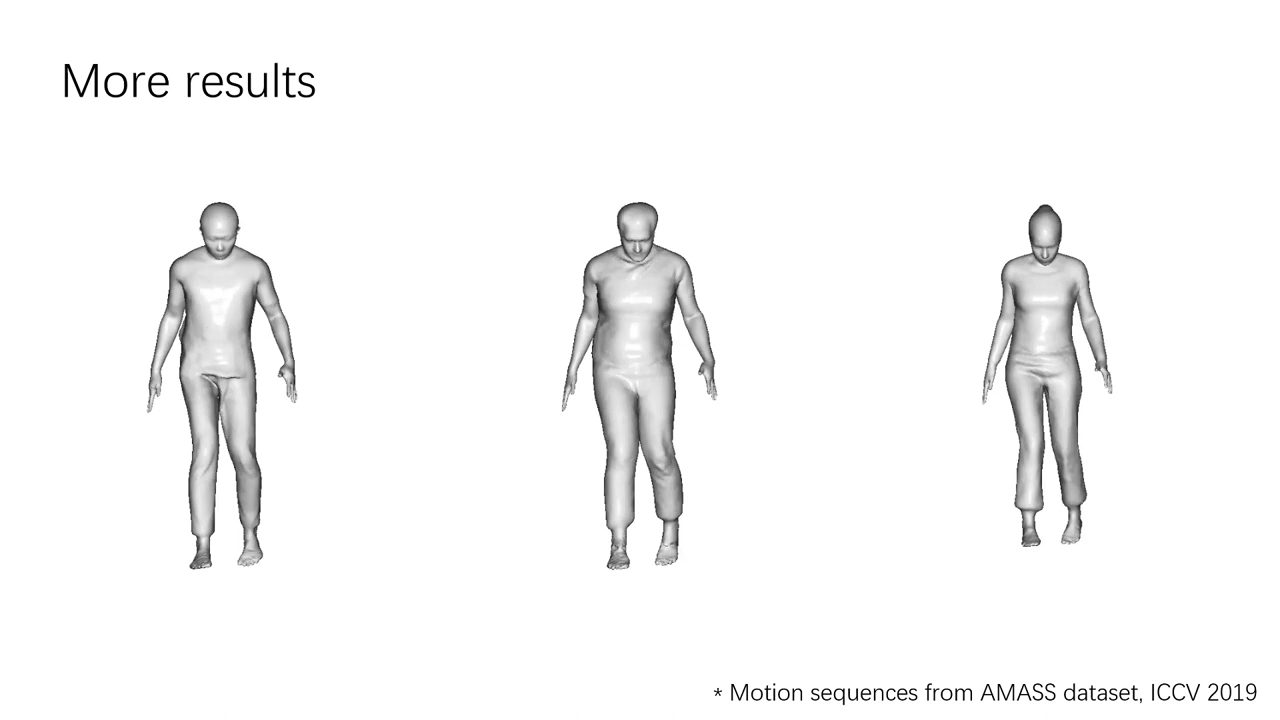 More results
* Motion sequences from AMASS dataset, ICCV 2019